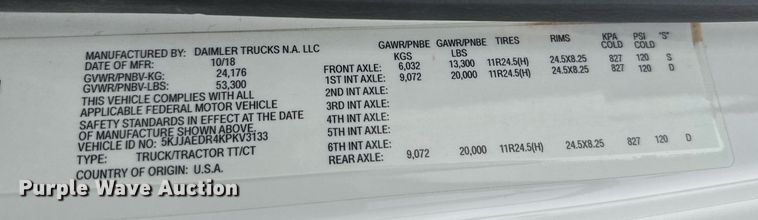 MANUFACTURED BY: DAIMLER TRUCKS N.A. LLC
DATE OF MFR: 10/18
GVWR/PNBV-KG: 24,176
GVWR/PNBV-LBS: 53,300
THIS VEHICLE COMPLIES WITH ALL
APPLICABLE FEDERAL MOTOR VEHICLE
SAFETY STANDARDS IN EFFECT AT THE DATE
OF MANUFACTURE SHOWN ABOVE.
VEHICLE ID NO: 5KJJAEDR4KPKV3133
TYPE: TRUCK/TRACTOR TT/CT
COUNTRY OF ORIGIN: U.S.A.
GAWR/PNBE GAWR/PNBE TIRES RIMS KPA PSI "S"
KGS LBS COLD COLD
FRONT AXLE: 6,032 13,300 11R24.5(H) 24.5X8.25 827 120 S
1ST INT AXLE: 9,072 20,000 11R24.5(H) 24.5X8.25 827 120 D
2ND INT AXLE:
3RD INT AXLE:
4TH INT AXLE:
5TH INT AXLE:
6TH INT AXLE:
REAR AXLE: 9,072 20,000 11R24.5(H) 24.5X8.25 827 120 D
Purple Wave Auction